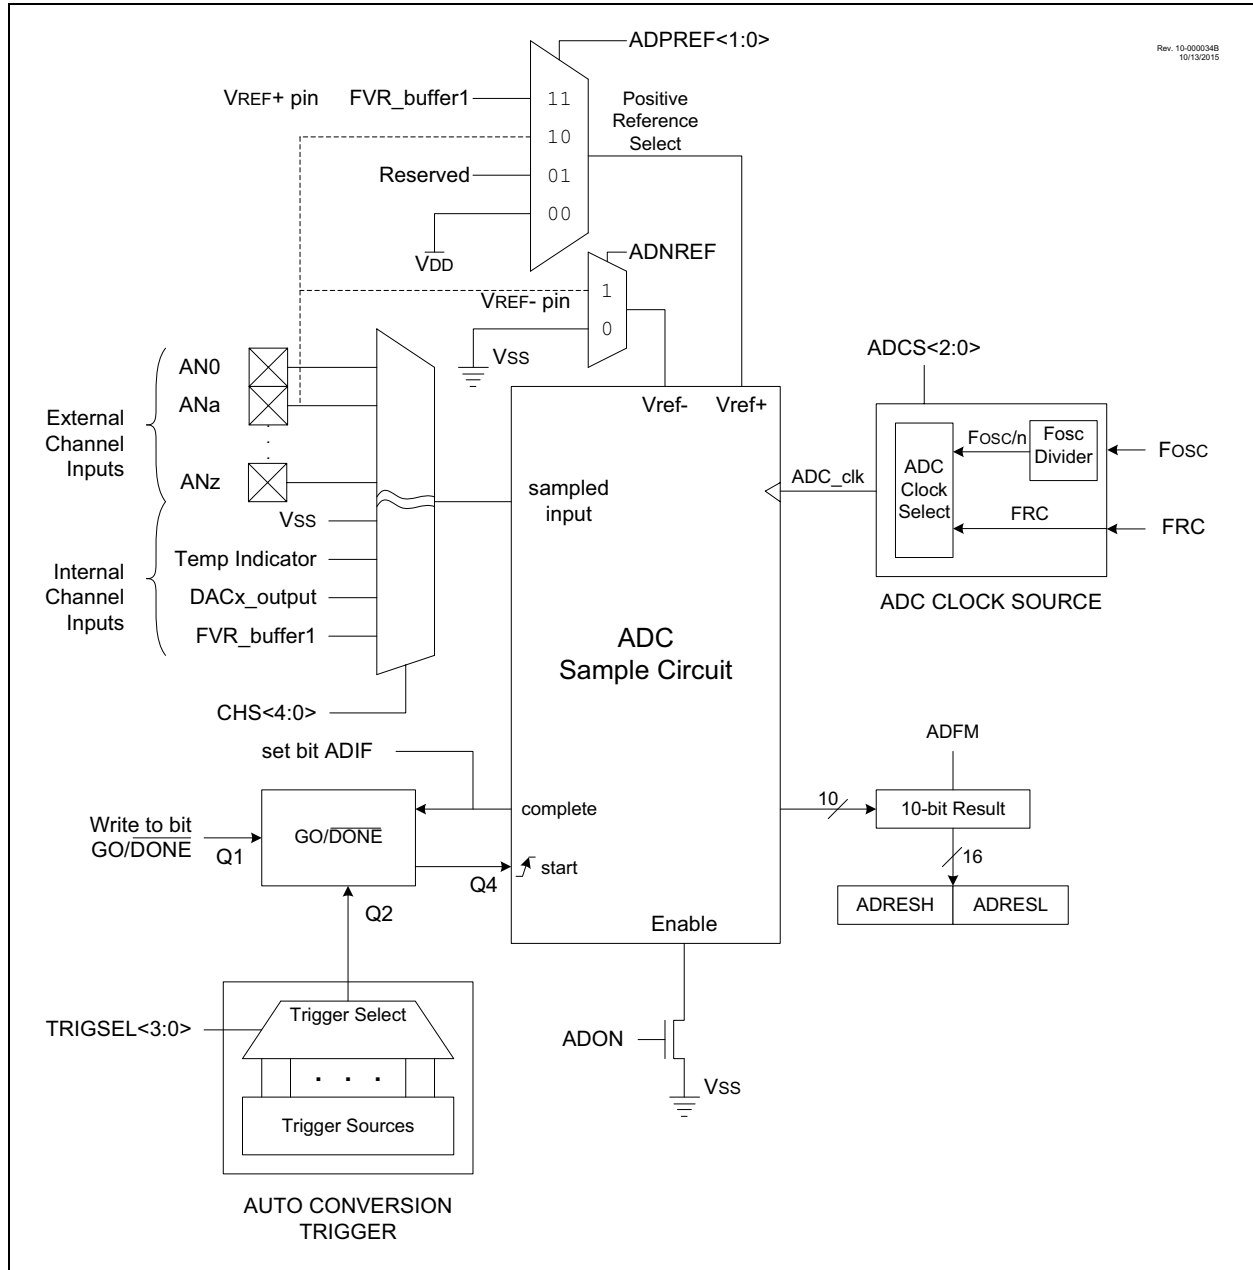 ADPREF<1:0>
Rev. 10-000034B
10/13/2015
VREF+ pin
FVR_buffer1
11
Positive
Reference
Select
10
Reserved
01
00
VDD
ADNREF
VREF- pin
1
0
VSS
ADCS<2:0>
External
Channel
Inputs
AN0
ANa
.
.
.
ANz
Vref-
Vref+
ADC
Clock
Select
FOSC/n
Fosc
Divider
FOSC
ADC_clk
FRC
FRC
ADC CLOCK SOURCE
sampled
input
Internal
Channel
Inputs
VSS
Temp Indicator
DACx_output
FVR_buffer1
ADC
Sample Circuit
CHS<4:0>
set bit ADIF
ADFM
Write to bit
GO/DONE
Q1
GO/DONE
complete
10
10-bit Result
Q4
start
16
Q2
ADRESH
ADRESL
Enable
TRIGSEL<3:0>
Trigger Select
. . .
Trigger Sources
ADON
VSS
AUTO CONVERSION
TRIGGER